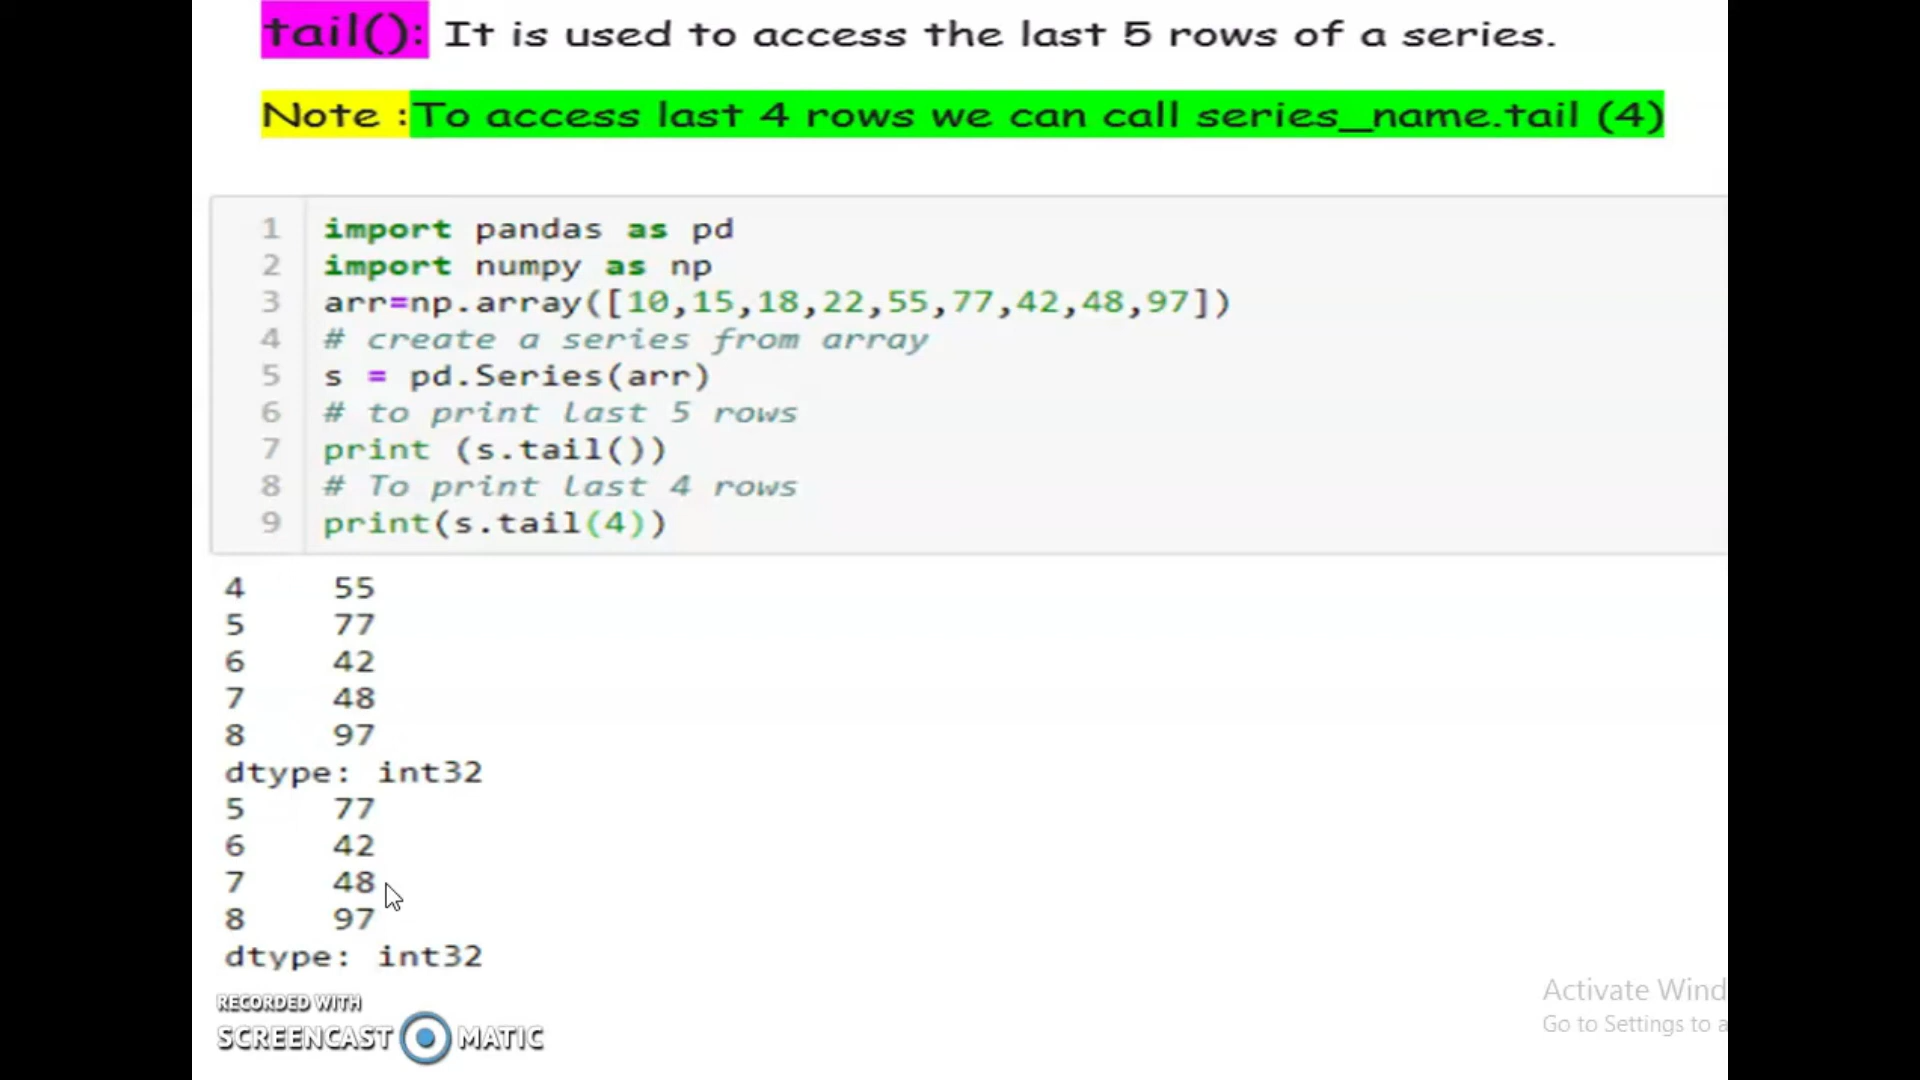 tail(): It is used to access the last 5 rows of a series.
Note : To access last 4 rows we can call series_name.tail (4)
1 import pandas as pd
2 import numpy as np
3 arr=np.array([10,15,18,22,55,77,42,48,97])
4 # create a series from array
5 s = pd.Series(arr)
6 # to print last 5 rows
7 print (s.tail())
8 # To print last 4 rows
9 print(s.tail(4))
4 55
5 77
6 42
7 48
8 97
dtype: int32
5 77
6 42
7 48
8 97
dtype: int32
RECORDED WITH
SCREENCAST MATIC
Activate Wind
Go to Settings to a